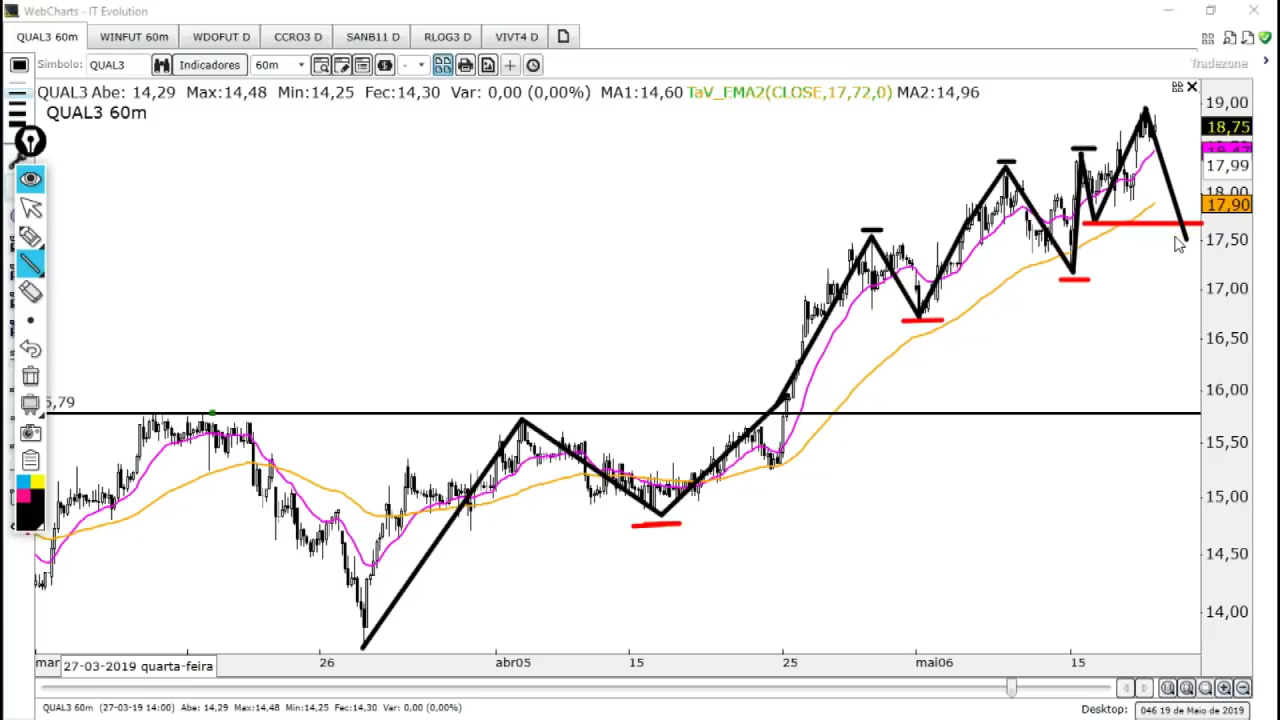 WebCharts - IT Evolution
QUAL3 60m WINFUT 60m WDOFUT D CCRO3 D SANB11 D RLOG3 D VIVT4 D
Símbolo: QUAL3 Indicadores 60m - Tradezone
QUAL3 Abe: 14,29 Max:14,48 Min:14,25 Fec:14,30 Var: 0,00 (0,00%) MA1:14,60 TaV_EMA2(CLOSE,17,72,0) MA2:14,96
QUAL3 60m
19,00
18,75
17,99
18,00
17,90
17,50
17,00
16,50
16,00
5,79
15,50
15,00
14,50
14,00
mar 27-03-2019 quarta-feira 26 abr05 15 25 mai06 15
QUAL3 60m (27-03-2019 14:00) Abe: 14,29 Max:14,48 Min:14,25 Fec:14,30 Var: 0,00 (0,00%)
Desktop: 046 19 de Maio de 2019